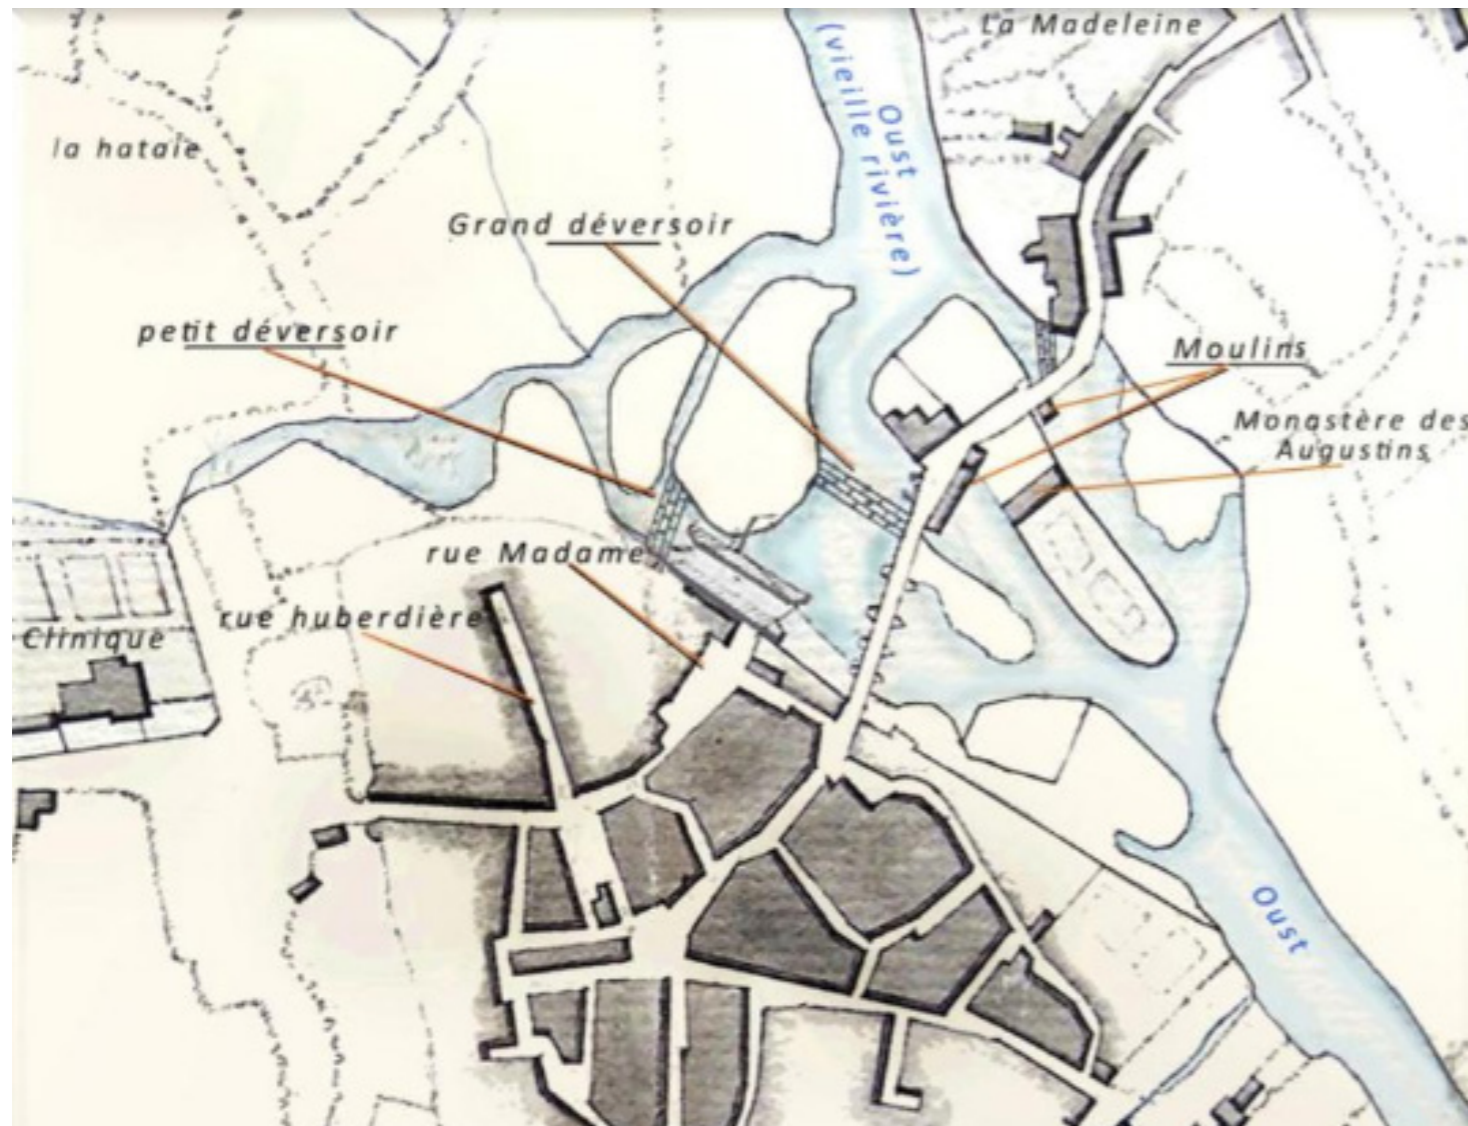 La Madeleine
(vieille rivière)
Oust
la hataie
Grand déversoir
petit déversoir
Moulins
Monastère des
Augustins
rue Madame
rue huberdière
Clinique
Oust